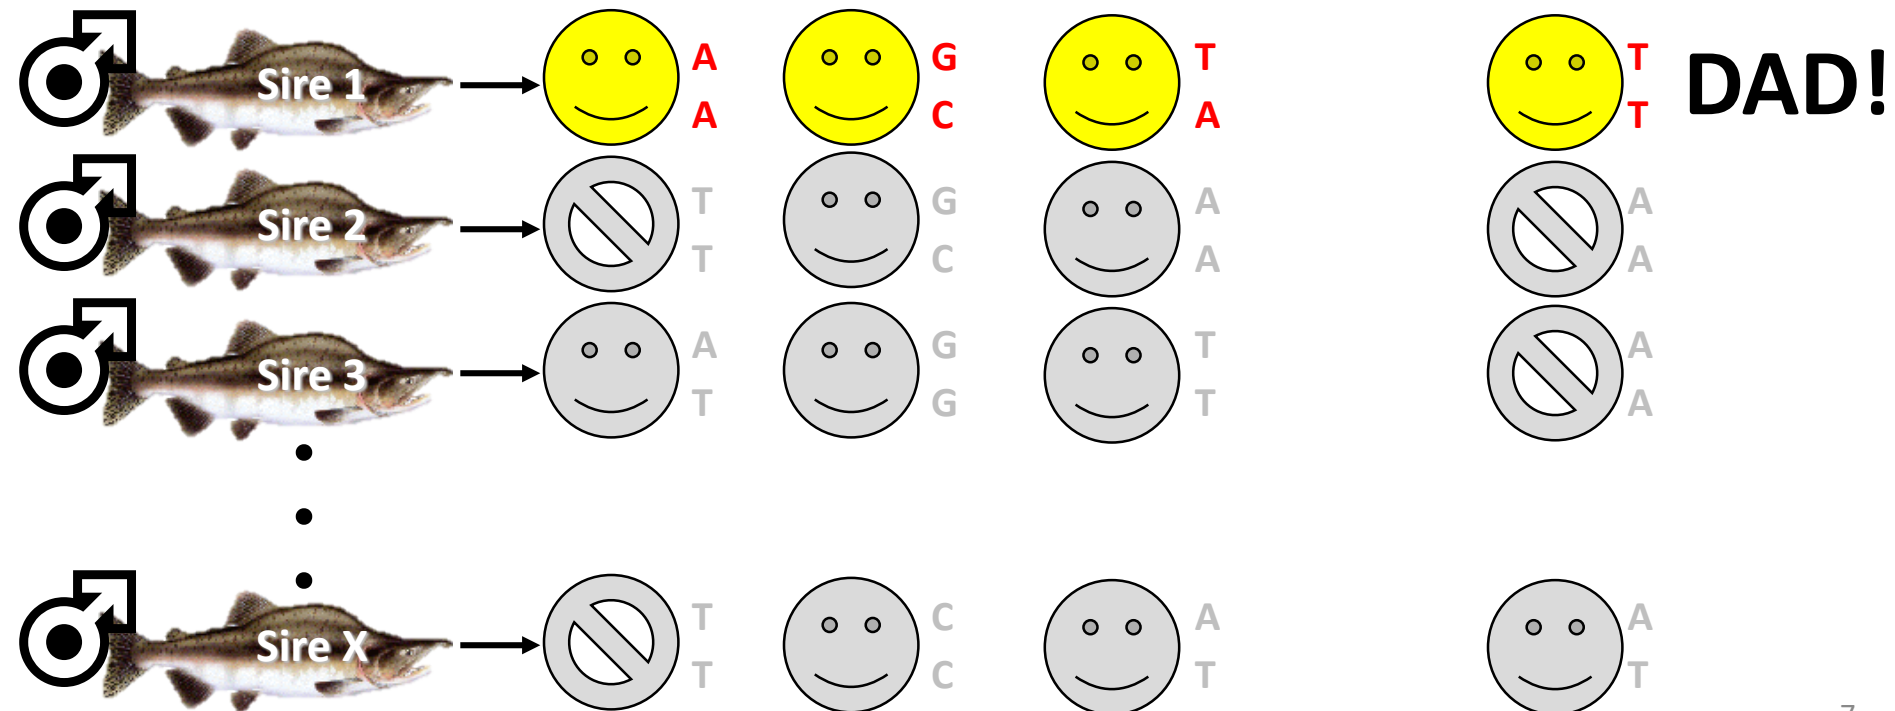 Sire 1 A G T T DAD!
A C A T
Sire 2 T G A A
T C A A
Sire 3 A G T A
T G T A
Sire X T C A A
T C T T